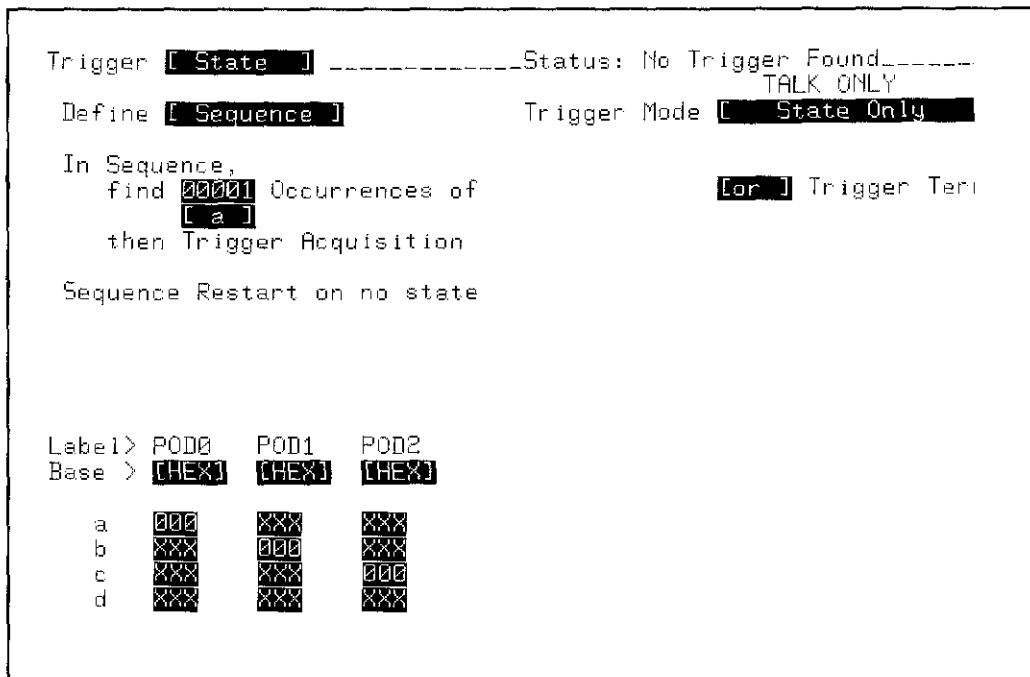 Trigger [ State ] _____________Status: No Trigger Found______
TALK ONLY
Define [ Sequence ] Trigger Mode [ State Only
In Sequence,
find 00001 Occurrences of [or ] Trigger
[ a ]
then Trigger Acquisition
Sequence Restart on no state
Label> POD0 POD1 POD2
Base > [HEX] [HEX] [HEX]
a 000 XXX XXX
b XXX 000 XXX
c XXX XXX 000
d XXX XXX XXX